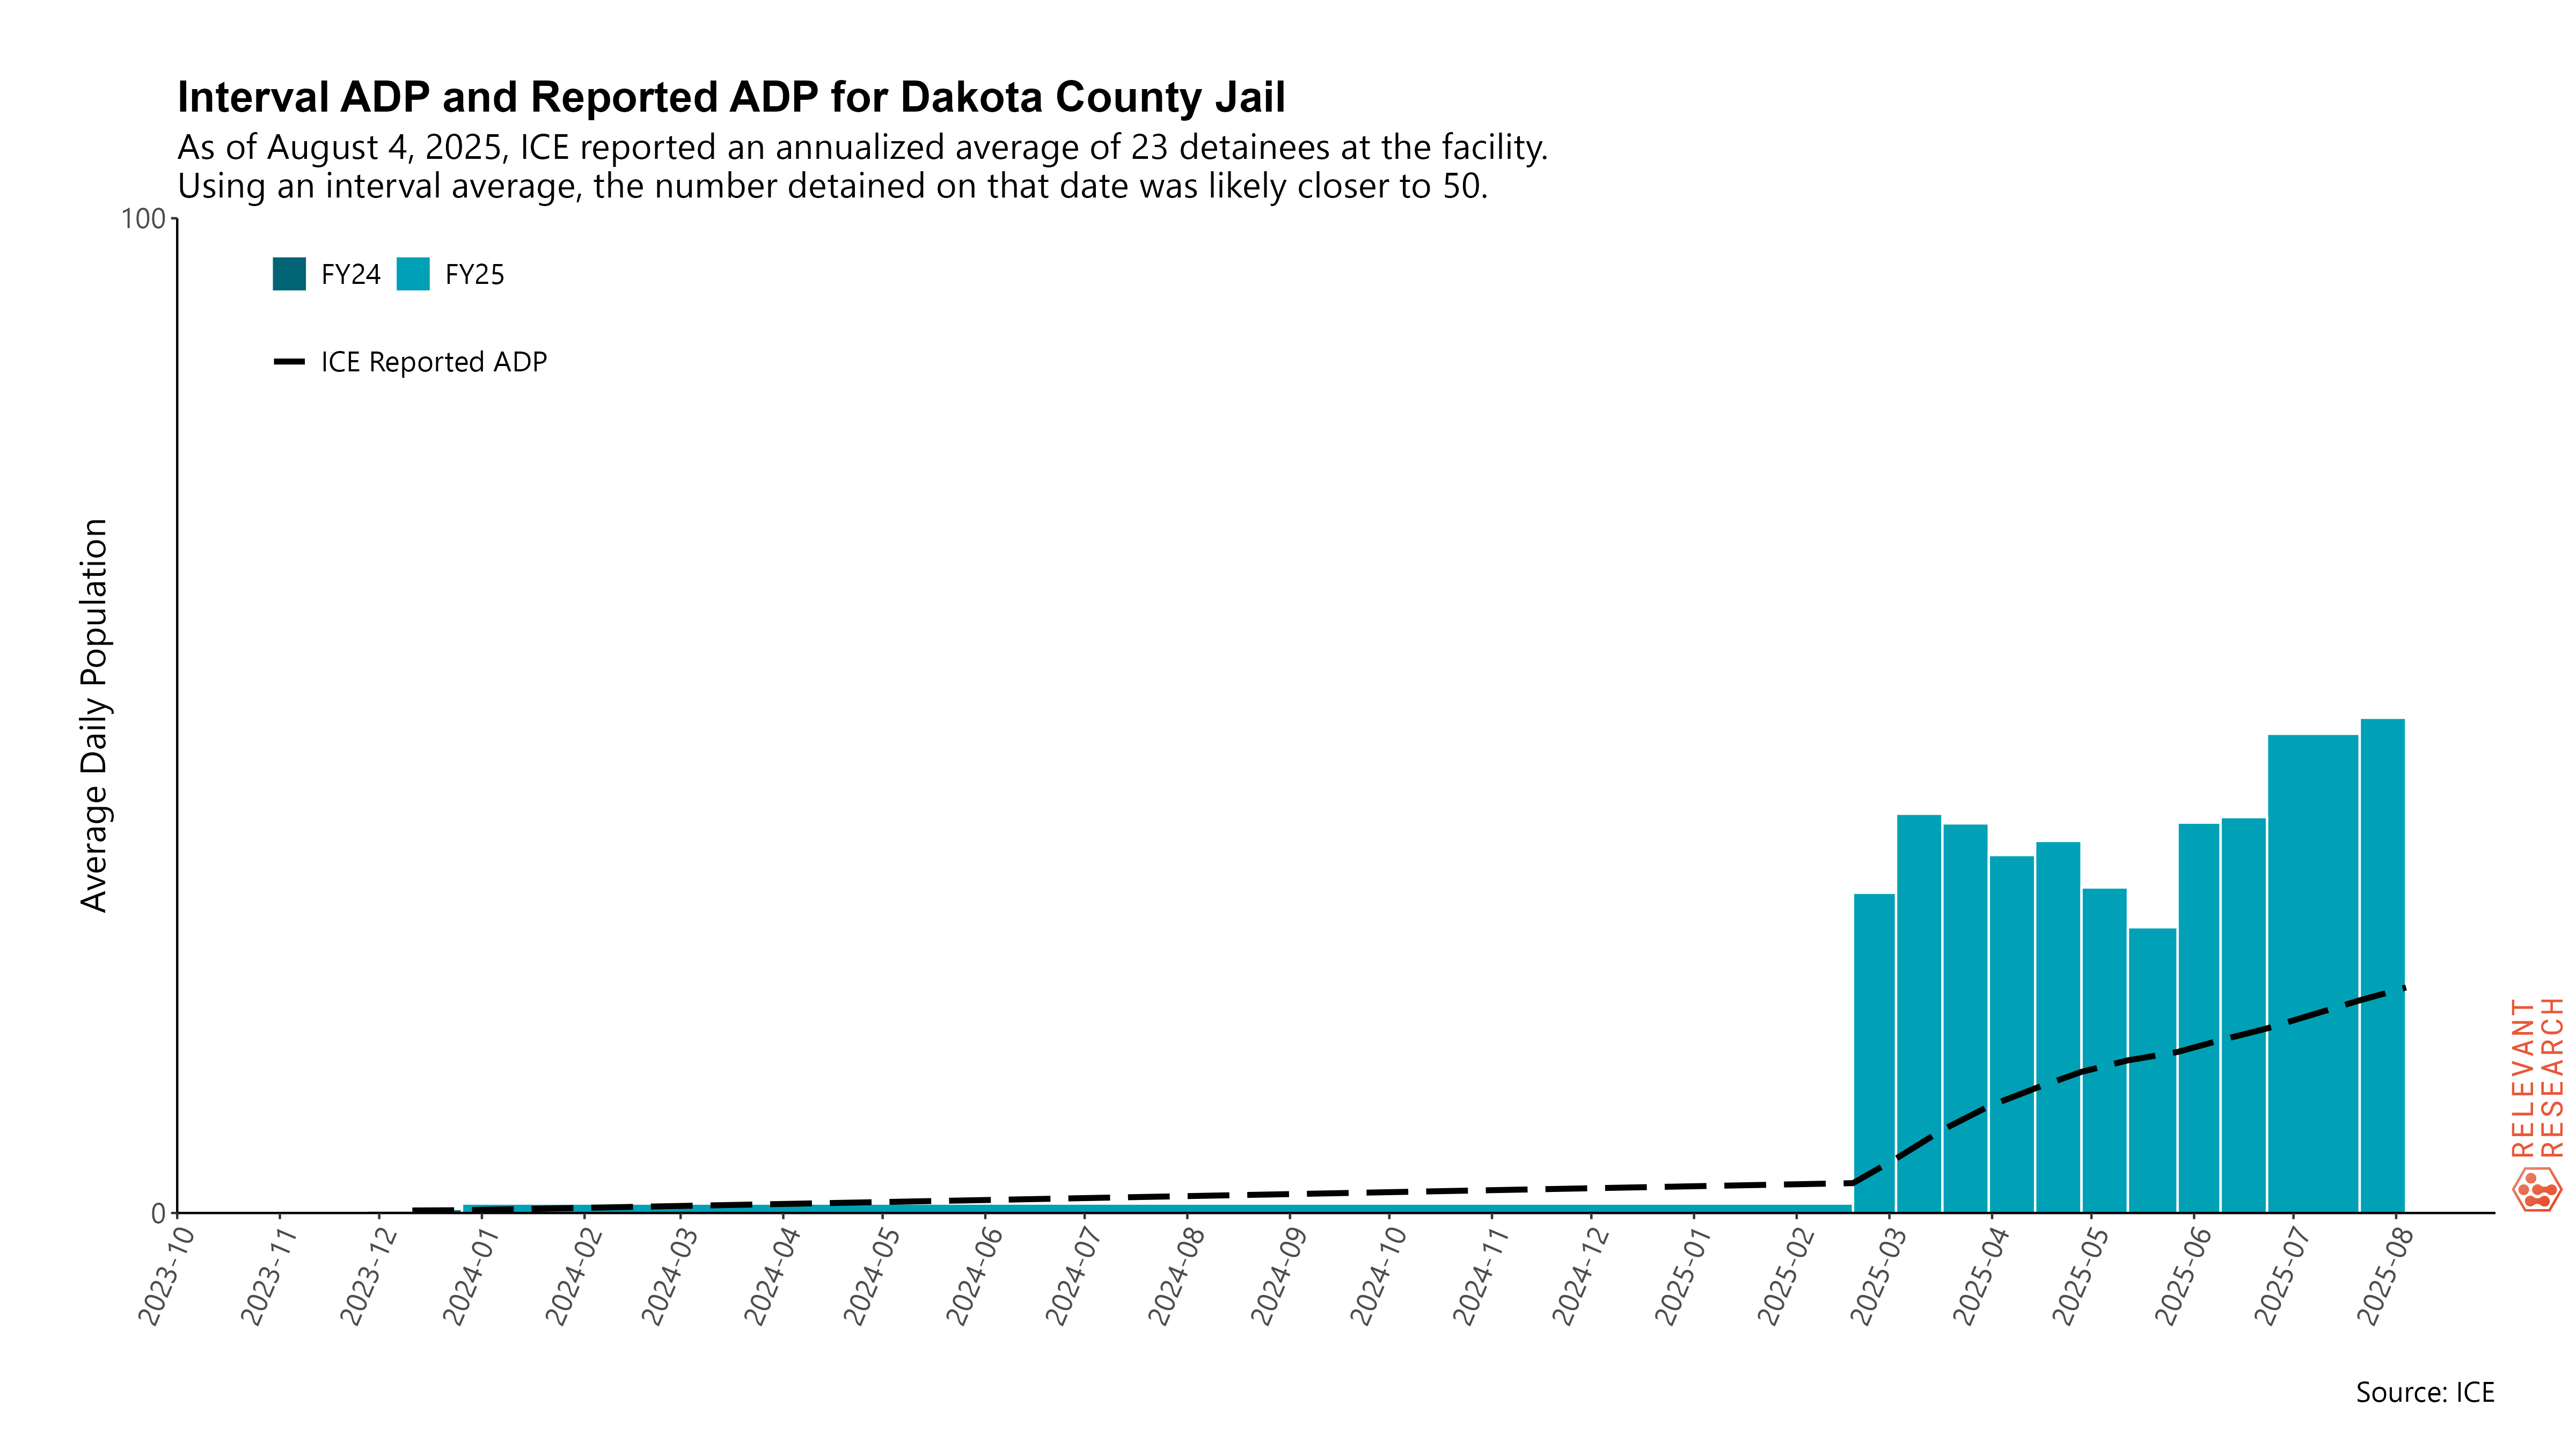 Interval ADP and Reported ADP for Dakota County Jail
As of August 4, 2025, ICE reported an annualized average of 23 detainees at the facility.
Using an interval average, the number detained on that date was likely closer to 50.
100
FY24 FY25
ICE Reported ADP
Average Daily Population
0
2023-10
2023-11
2023-12
2024-01
2024-02
2024-03
2024-04
2024-05
2024-06
2024-07
2024-08
2024-09
2024-10
2024-11
2024-12
2025-01
2025-02
2025-03
2025-04
2025-05
2025-06
2025-07
2025-08
RELEVANT
RESEARCH
Source: ICE